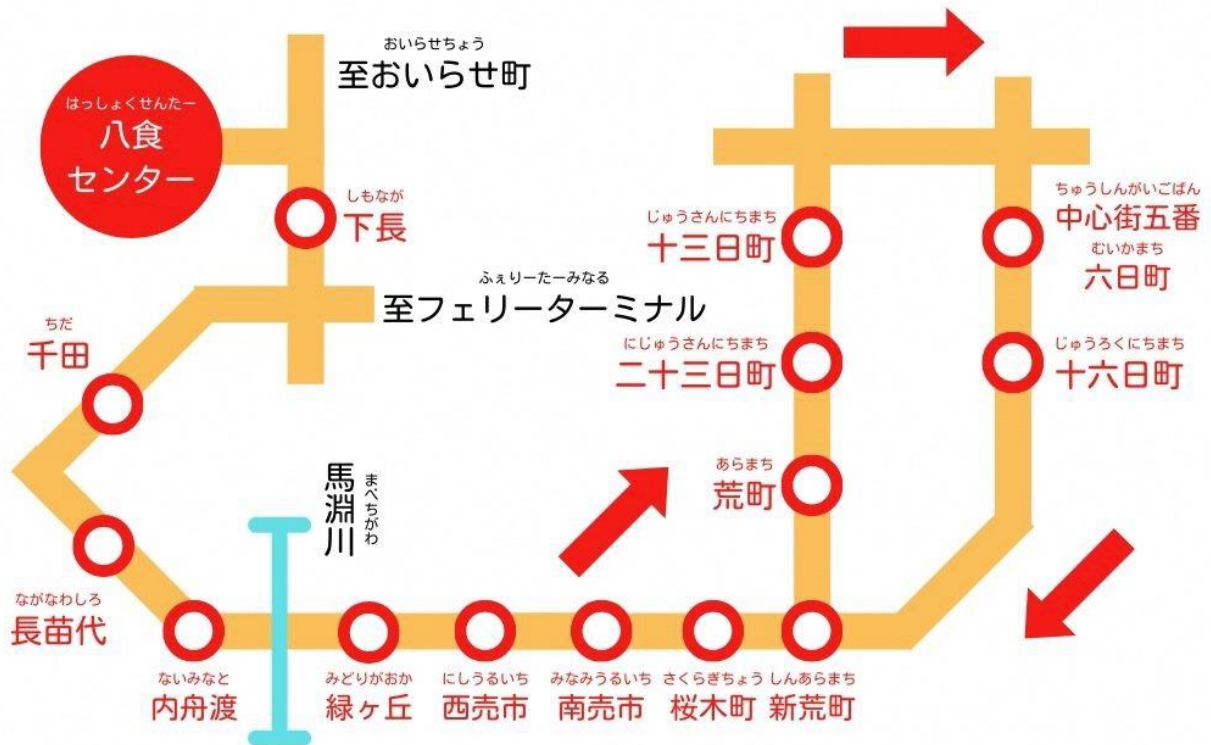 おいらせちょう
至おいらせ町
はっしょくせんたー
八食
センター
しもなが
下長
じゅうさんにちまち
十三日町
ちゅうしんがいごばん
中心街五番
むいかまち
六日町
ふぇりーたーみなる
至フェリーターミナル
ちだ
千田
にじゅうさんにちまち
二十三日町
じゅうろくにちまち
十六日町
あらまち
荒町
馬淵川
まべちがわ
ながなわしろ
長苗代
ないみなと
内舟渡
みどりがおか
緑ヶ丘
にしうるいち
西売市
みなみうるいち
南売市
さくらぎちょう
桜木町
しんあらまち
新荒町